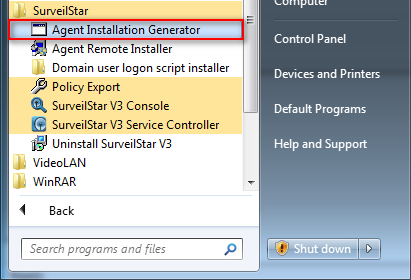 SurveilStar
Agent Installation Generator
Agent Remote Installer
Domain user logon script installer
Policy Export
SurveilStar V3 Console
SurveilStar V3 Service Controller
Uninstall SurveilStar V3
VideoLAN
WinRAR
Back
Search programs and files
Computer
Control Panel
Devices and Printers
Default Programs
Help and Support
Shut down